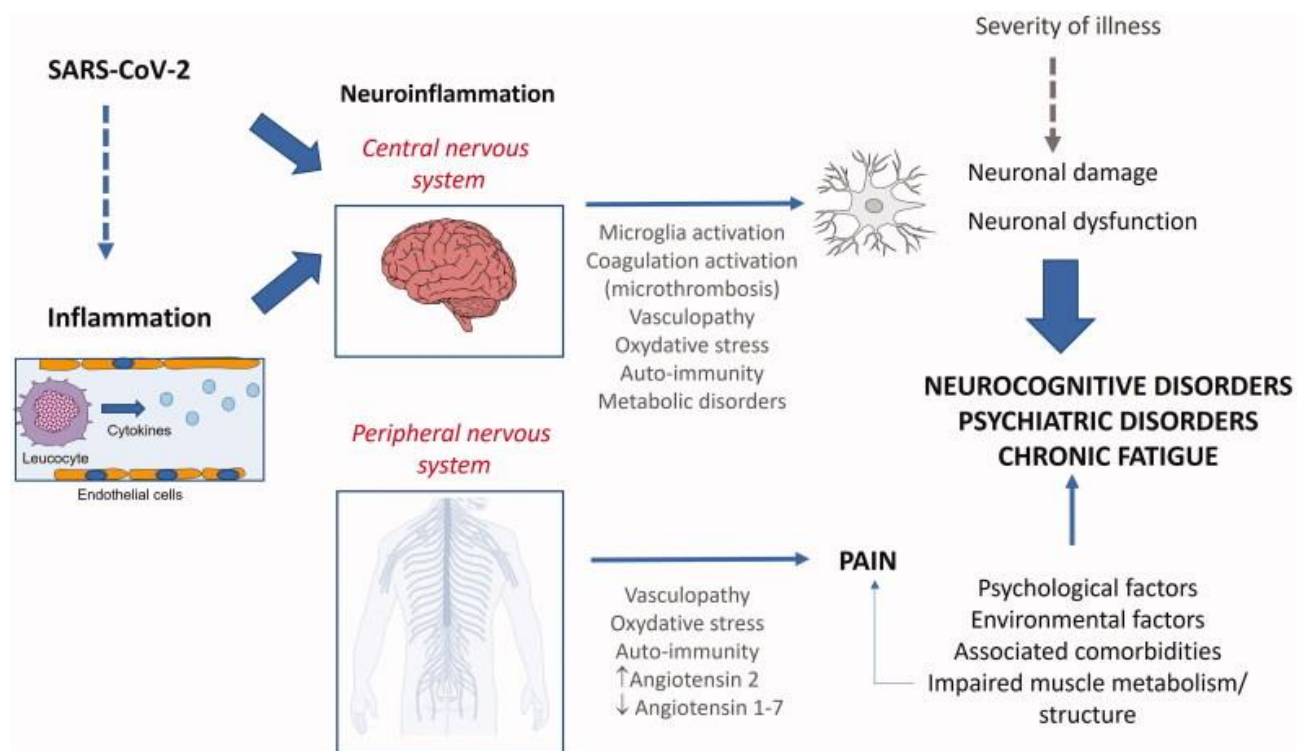 SARS-CoV-2
Inflammation
Leucocyte
Cytokines
Endothelial cells
Neuroinflammation
Central nervous
system
Peripheral nervous
system
Microglia activation
Coagulation activation
(microthrombosis)
Vasculopathy
Oxydative stress
Auto-immunity
Metabolic disorders
Vasculopathy
Oxydative stress
Auto-immunity
↑Angiotensin 2
↓ Angiotensin 1-7
Severity of illness
Neuronal damage
Neuronal dysfunction
NEUROCOGNITIVE DISORDERS
PSYCHIATRIC DISORDERS
CHRONIC FATIGUE
PAIN
Psychological factors
Environmental factors
Associated comorbidities
Impaired muscle metabolism/
structure